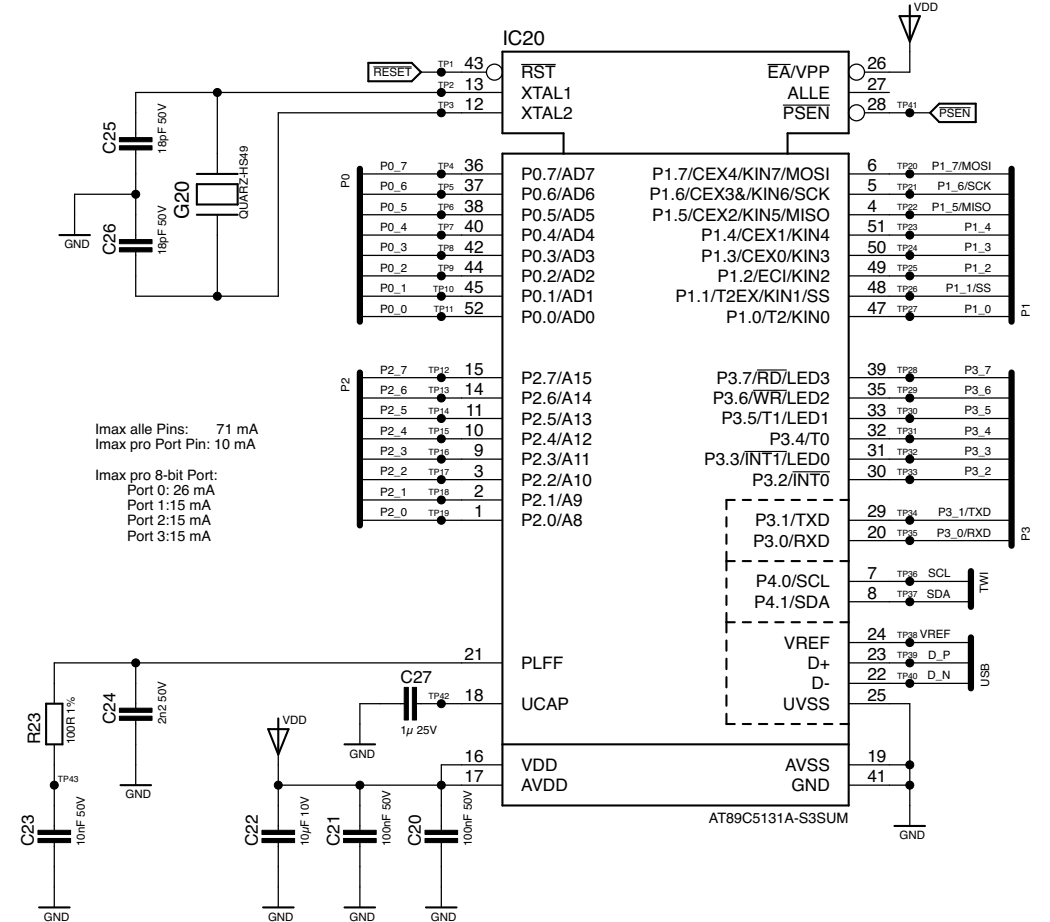 VDD
IC20
RESET TP1 43 RST EA/VPP 26
TP2 13 XTAL1 ALLE 27
TP3 12 XTAL2 PSEN 28 TP41 PSEN
C25 18pF 50V
G20 QUARZ-HS49
GND
C26 18pF 50V
P0
P0_7 TP4 36 P0.7/AD7 P1.7/CEX4/KIN7/MOSI 6 TP20 P1_7/MOSI
P0_6 TP5 37 P0.6/AD6 P1.6/CEX3&/KIN6/SCK 5 TP21 P1_6/SCK
P0_5 TP6 38 P0.5/AD5 P1.5/CEX2/KIN5/MISO 4 TP22 P1_5/MISO
P0_4 TP7 40 P0.4/AD4 P1.4/CEX1/KIN4 51 TP23 P1_4
P0_3 TP8 42 P0.3/AD3 P1.3/CEX0/KIN3 50 TP24 P1_3
P0_2 TP9 44 P0.2/AD2 P1.2/ECI/KIN2 49 TP25 P1_2
P0_1 TP10 45 P0.1/AD1 P1.1/T2EX/KIN1/SS 48 TP26 P1_1/SS
P0_0 TP11 52 P0.0/AD0 P1.0/T2/KIN0 47 TP27 P1_0
P1
P2
P2_7 TP12 15 P2.7/A15 P3.7/RD/LED3 39 TP28 P3_7
P2_6 TP13 14 P2.6/A14 P3.6/WR/LED2 35 TP29 P3_6
P2_5 TP14 11 P2.5/A13 P3.5/T1/LED1 33 TP30 P3_5
P2_4 TP15 10 P2.4/A12 P3.4/T0 32 TP31 P3_4
P2_3 TP16 9 P2.3/A11 P3.3/INT1/LED0 31 TP32 P3_3
P2_2 TP17 3 P2.2/A10 P3.2/INT0 30 TP33 P3_2
P2_1 TP18 2 P2.1/A9
P2_0 TP19 1 P2.0/A8 P3.1/TXD 29 TP34 P3_1/TXD
P3.0/RXD 20 TP35 P3_0/RXD
P3
Imax alle Pins: 71 mA
Imax pro Port Pin: 10 mA
Imax pro 8-bit Port:
Port 0: 26 mA
Port 1:15 mA
Port 2:15 mA
Port 3:15 mA
P4.0/SCL 7 TP36 SCL
P4.1/SDA 8 TP37 SDA
TWI
VREF 24 TP38 VREF
21 PLFF D+ 23 TP39 D_P
D- 22 TP40 D_N
USB
C27 TP42 18 UCAP UVSS 25
1µ 25V
GND
R23 100R 1%
C24 2n2 50V
GND
VDD
16 VDD AVSS 19
17 AVDD GND 41
TP43
C23 10nF 50V
C22 10µF 10V
C21 100nF 50V
C20 100nF 50V
AT89C5131A-S3SUM
GND
GND
GND
GND
GND